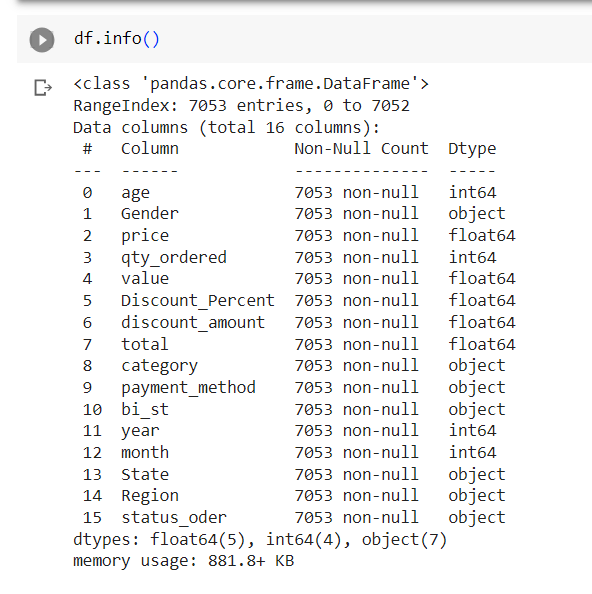 df.info()
<class 'pandas.core.frame.DataFrame'>
RangeIndex: 7053 entries, 0 to 7052
Data columns (total 16 columns):
 #   Column            Non-Null Count  Dtype
---  ------            --------------  -----
 0   age               7053 non-null   int64
 1   Gender            7053 non-null   object
 2   price             7053 non-null   float64
 3   qty_ordered       7053 non-null   int64
 4   value             7053 non-null   float64
 5   Discount_Percent  7053 non-null   float64
 6   discount_amount   7053 non-null   float64
 7   total             7053 non-null   float64
 8   category          7053 non-null   object
 9   payment_method    7053 non-null   object
 10  bi_st             7053 non-null   object
 11  year              7053 non-null   int64
 12  month             7053 non-null   int64
 13  State             7053 non-null   object
 14  Region            7053 non-null   object
 15  status_oder       7053 non-null   object
dtypes: float64(5), int64(4), object(7)
memory usage: 881.8+ KB